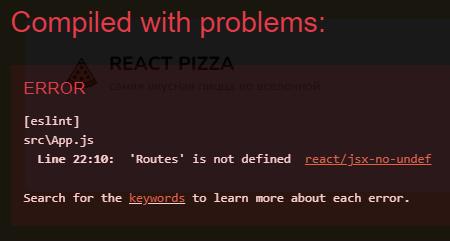 Compiled with problems:
REACT PIZZA
самая вкусная пицца во вселенной
ERROR
[eslint]
src\App.js
Line 22:10: 'Routes' is not defined react/jsx-no-undef
Search for the keywords to learn more about each error.